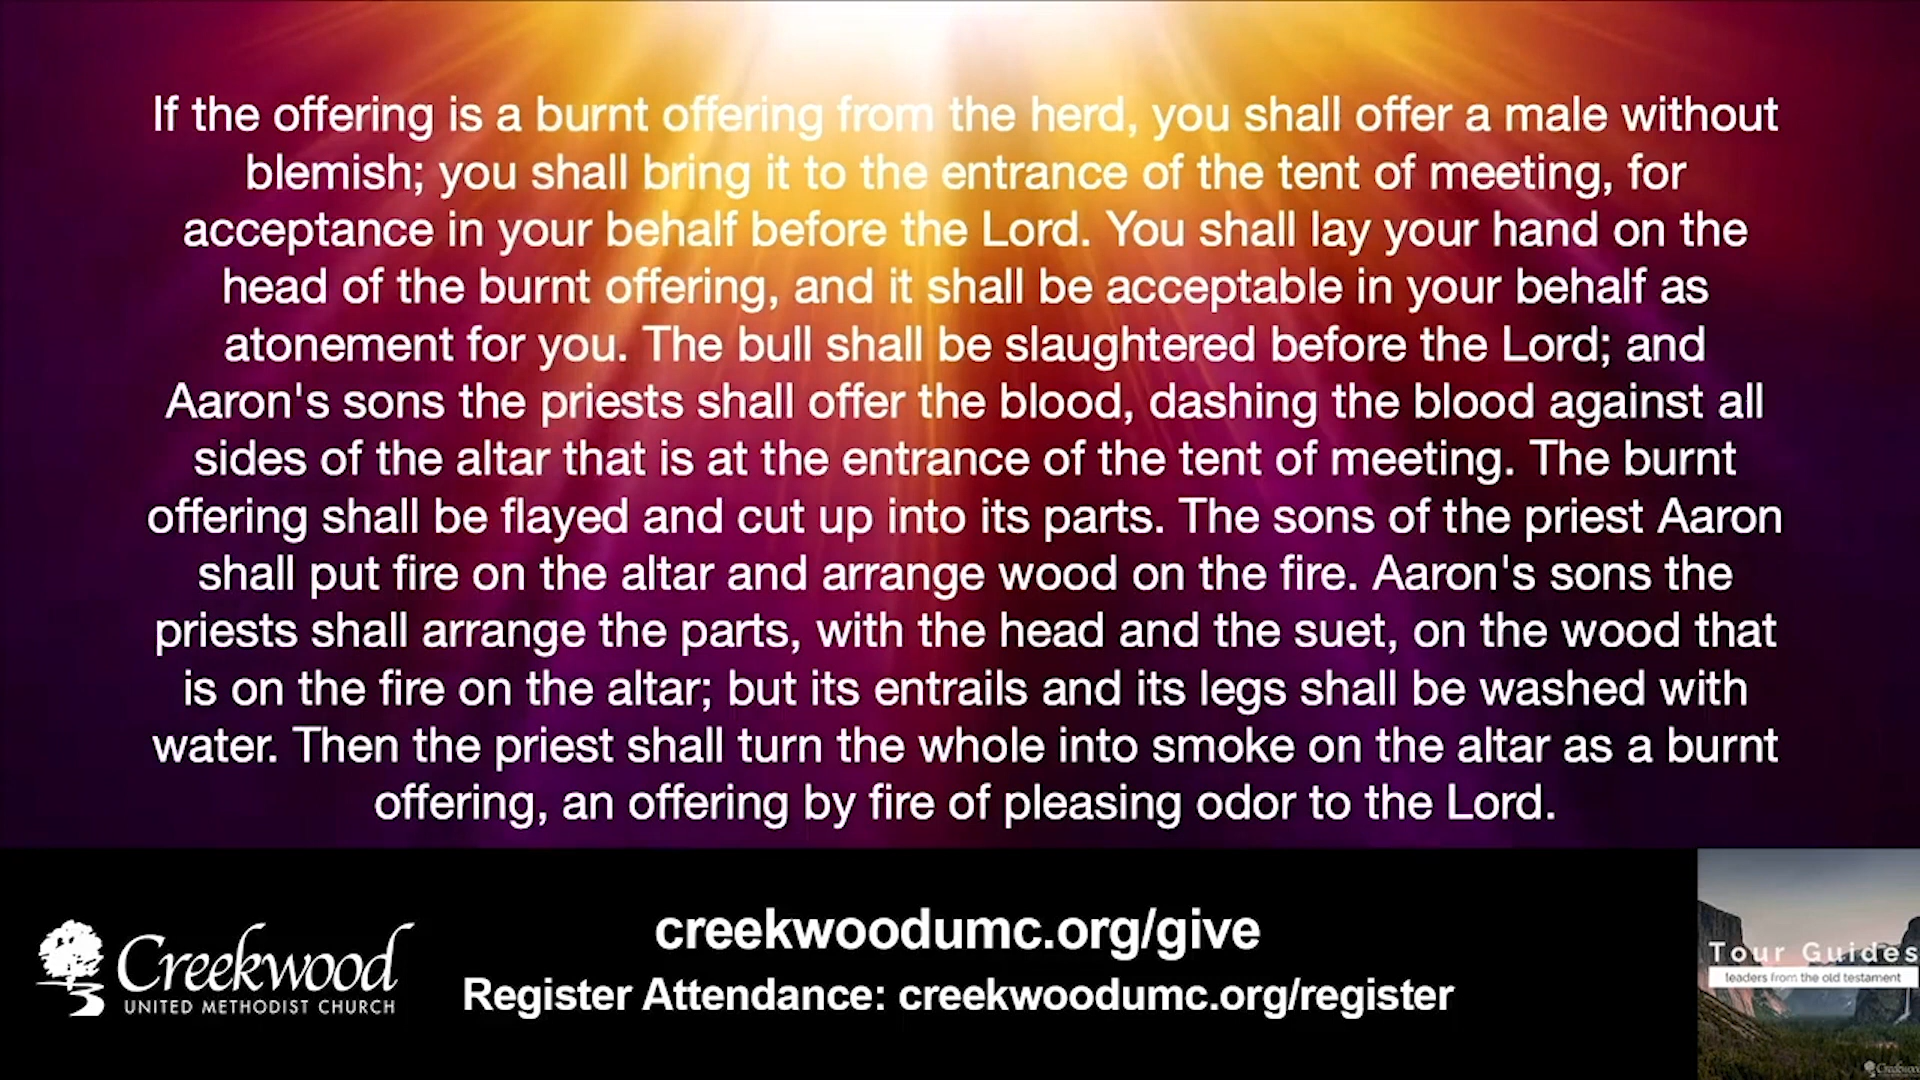 If the offering is a burnt offering from the herd, you shall offer a male without
blemish; you shall bring it to the entrance of the tent of meeting, for
acceptance in your behalf before the Lord. You shall lay your hand on the
head of the burnt offering, and it shall be acceptable in your behalf as
atonement for you. The bull shall be slaughtered before the Lord; and
Aaron's sons the priests shall offer the blood, dashing the blood against all
sides of the altar that is at the entrance of the tent of meeting. The burnt
offering shall be flayed and cut up into its parts. The sons of the priest Aaron
shall put fire on the altar and arrange wood on the fire. Aaron's sons the
priests shall arrange the parts, with the head and the suet, on the wood that
is on the fire on the altar; but its entrails and its legs shall be washed with
water. Then the priest shall turn the whole into smoke on the altar as a burnt
offering, an offering by fire of pleasing odor to the Lord.
Creekwood
UNITED METHODIST CHURCH
creekwoodumc.org/give
Register Attendance: creekwoodumc.org/register
Tour Guides
leaders from the old testament